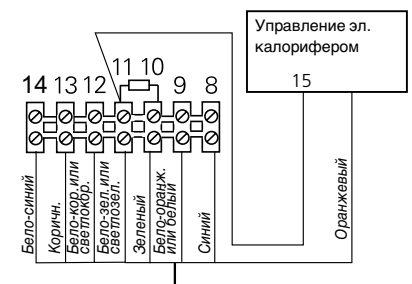 Управление эл.
калорифером
15
11 10
14 13 12 9 8
Бело-синий
Коричн.
Бело-кор. или
светлокор.
Бело-зел. или
светлозел.
Зеленый
Бело-оранж.
или белый
Синий
Оранжевый